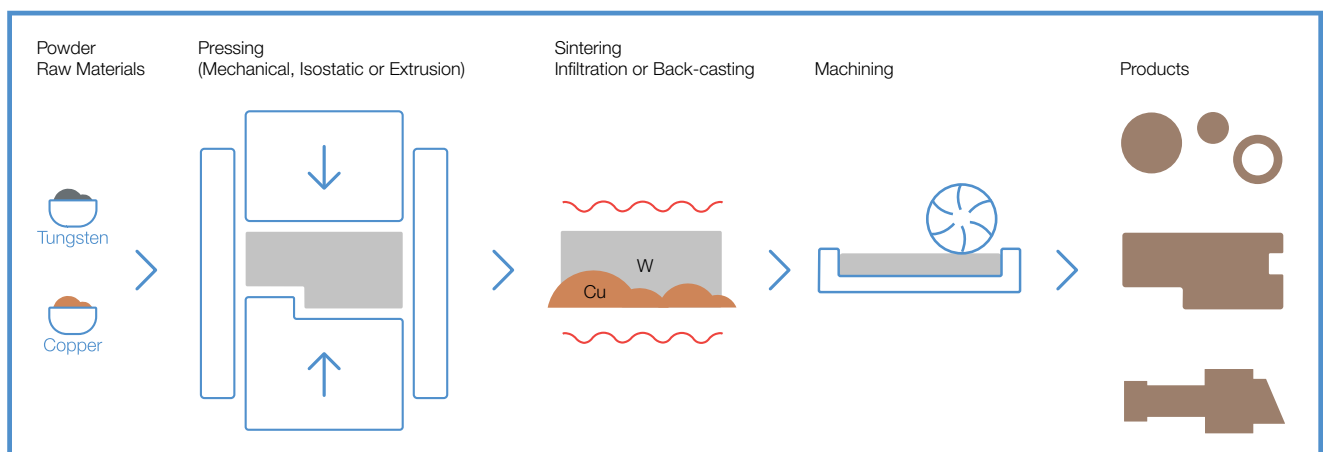 Powder
Raw Materials
Pressing
(Mechanical, Isostatic or Extrusion)
Sintering
Infiltration or Back-casting
Machining
Products
Tungsten
Copper
W
Cu